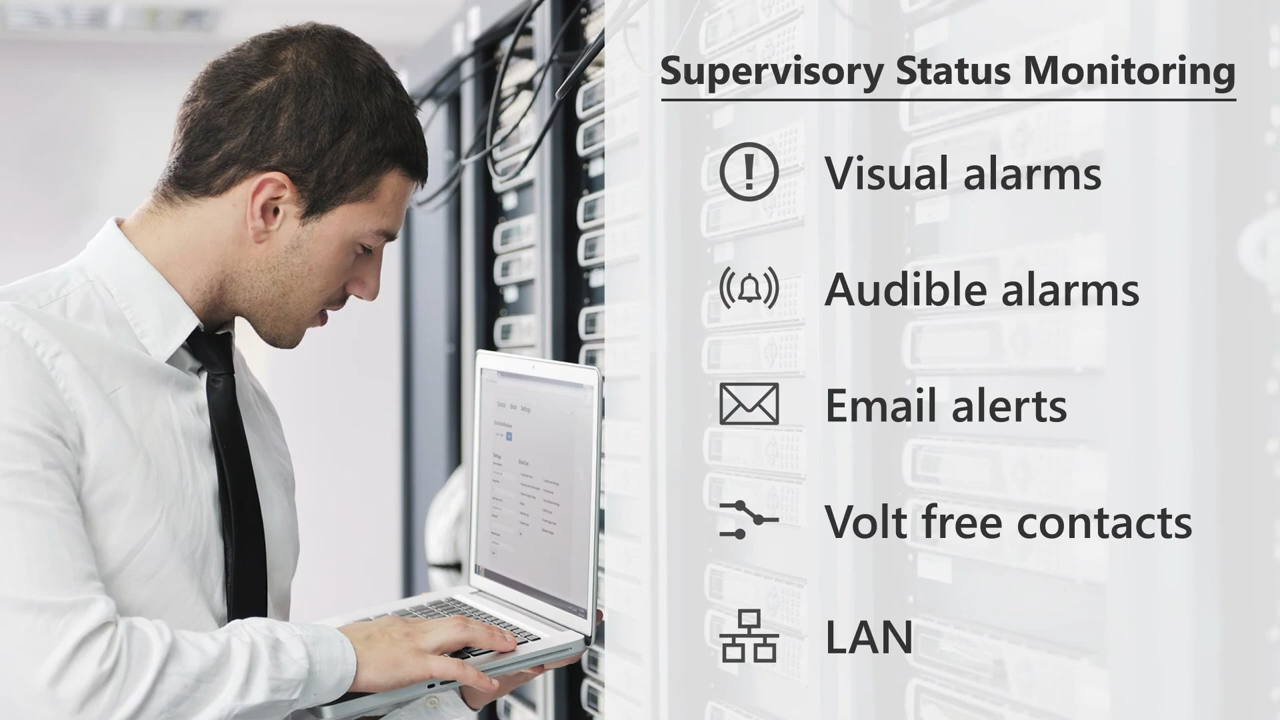 Supervisory Status Monitoring
Visual alarms
Audible alarms
Email alerts
Volt free contacts
LAN